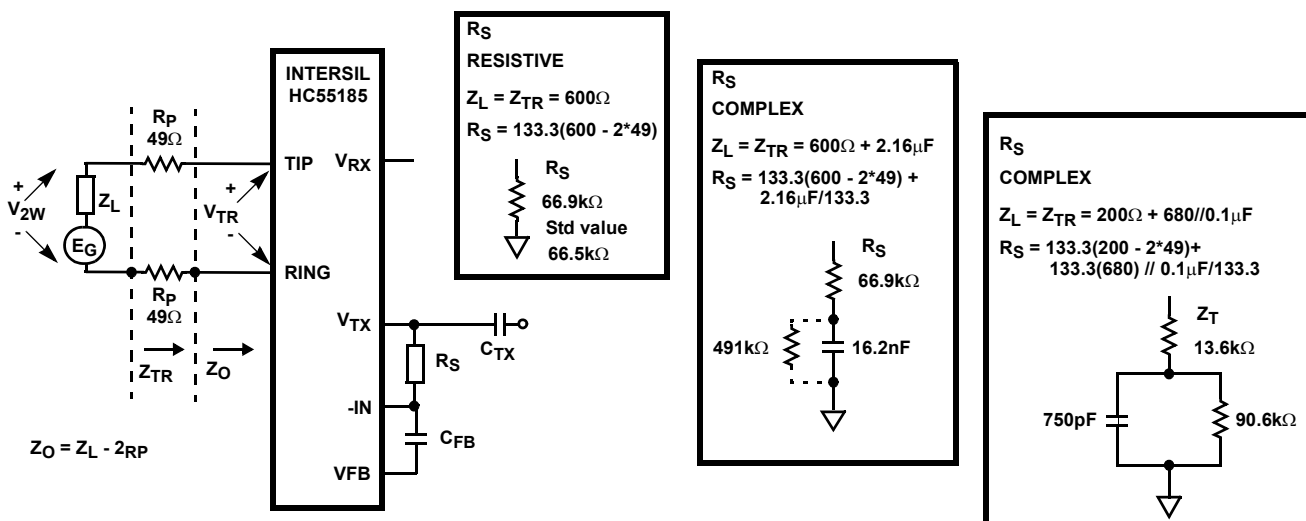 INTERSIL
HC55185
RP
49Ω
TIP
VRX
+
V2W
-
ZL
EG
+
VTR
-
RING
RP
49Ω
VTX
CTX
RS
-IN
CFB
VFB
ZTR
ZO
ZO = ZL - 2RP
RS
RESISTIVE
ZL = ZTR = 600Ω
RS = 133.3(600 - 2*49)
RS
66.9kΩ
Std value
66.5kΩ
RS
COMPLEX
ZL = ZTR = 600Ω + 2.16μF
RS = 133.3(600 - 2*49) +
2.16μF/133.3
RS
66.9kΩ
491kΩ
16.2nF
RS
COMPLEX
ZL = ZTR = 200Ω + 680//0.1μF
RS = 133.3(200 - 2*49)+
133.3(680) // 0.1μF/133.3
ZT
13.6kΩ
750pF
90.6kΩ